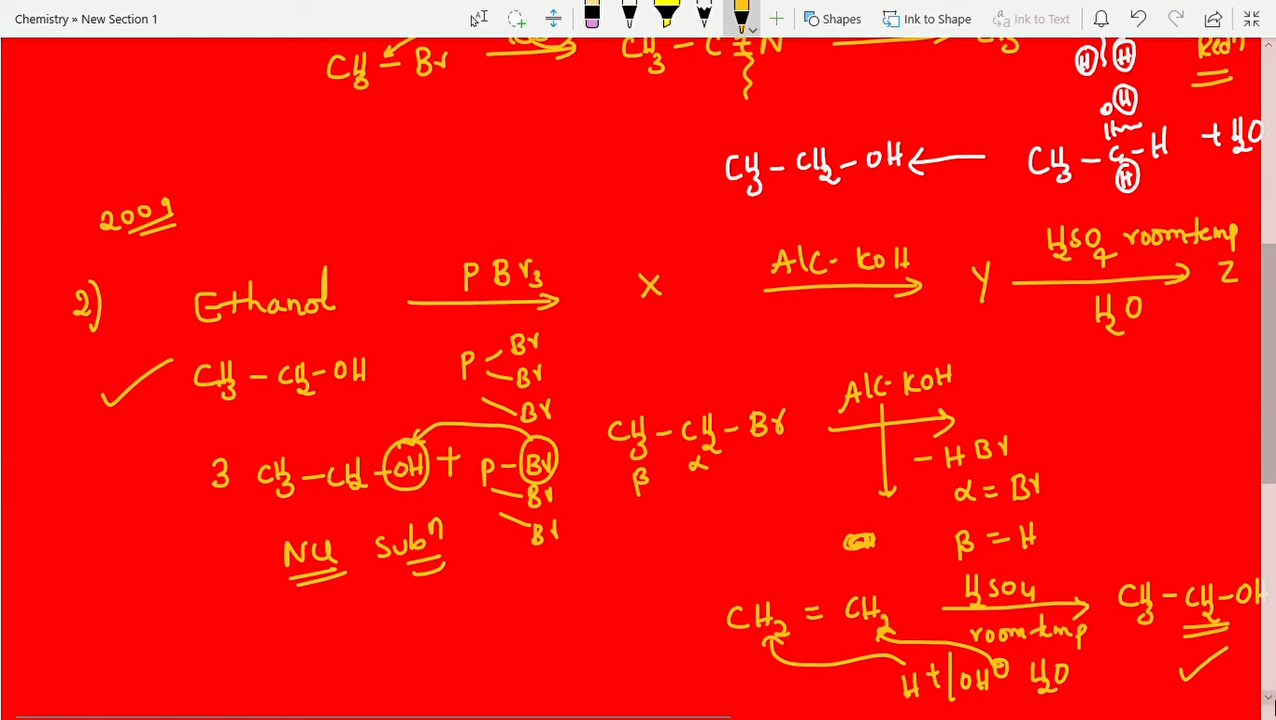 Chemistry » New Section 1
Shapes
Ink to Shape
Ink to Text
CH3 – Br
CH3 – C ≡ N
Redn
H H
CH3 – CH2 – OH ← CH3 – C – H + H2O
H
2009
2) Ethanol PBr3 X Alc. KOH Y H2SO4 room temp H2O Z
CH3 – CH2 – OH
P Br Br Br
3 CH3 – CH2 – OH + P – Br Br Br
NU Subn
CH3 – CH2 – Br Alc. KOH
β α
– HBr
α = Br
β = H
CH2 = CH2 H2SO4 room temp CH3 – CH2 – OH
H+ | OH⊖ H2O